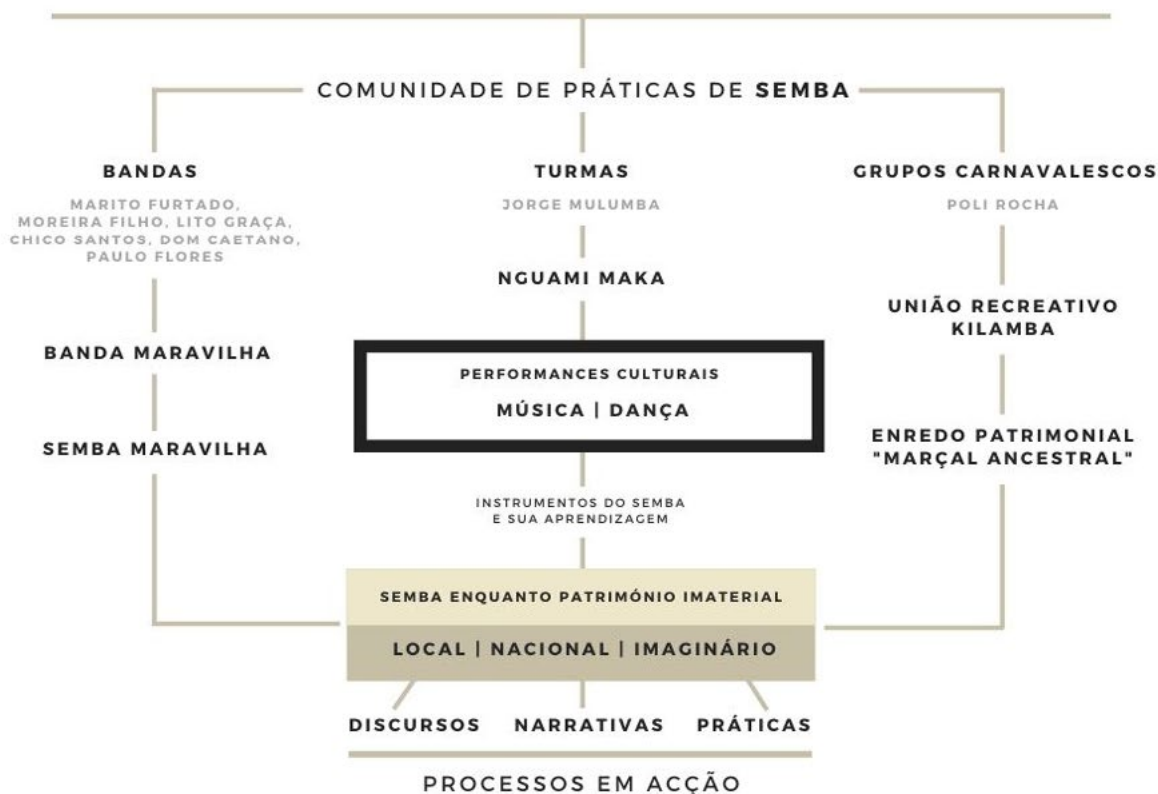 COMUNIDADE DE PRÁTICAS DE SEMBA
BANDAS
MARITO FURTADO,
MOREIRA FILHO, LITO GRAÇA,
CHICO SANTOS, DOM CAETANO,
PAULO FLORES
BANDA MARAVILHA
SEMBA MARAVILHA
TURMAS
JORGE MULUMBA
NGUAMI MAKA
PERFORMANCES CULTURAIS
MÚSICA | DANÇA
INSTRUMENTOS DO SEMBA
E SUA APRENDIZAGEM
GRUPOS CARNAVALESCOS
POLI ROCHA
UNIÃO RECREATIVO
KILAMBA
ENREDO PATRIMONIAL
"MARÇAL ANCESTRAL"
SEMBA ENQUANTO PATRIMÓNIO IMATERIAL
LOCAL | NACIONAL | IMAGINÁRIO
DISCURSOS NARRATIVAS PRÁTICAS
PROCESSOS EM ACÇÃO